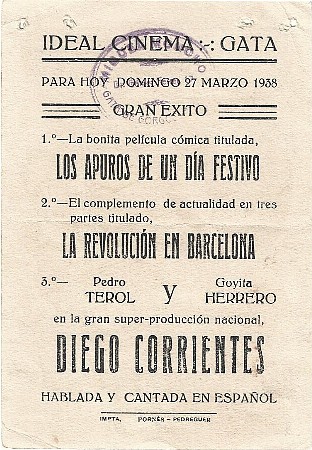 IDEAL CINEMA :-: GATA
PARA HOY DOMINGO 27 MARZO 1938
GRAN EXITO
1.º—La bonita película cómica titulada,
LOS APUROS DE UN DÍA FESTIVO
2.º—El complemento de actualidad en tres
partes titulado,
LA REVOLUCIÓN EN BARCELONA
3.º— Pedro TEROL y Goyita HERRERO
en la gran super-producción nacional,
DIEGO CORRIENTES
HABLADA Y CANTADA EN ESPAÑOL
IMPTA. FORNÉS - PEDREGUER